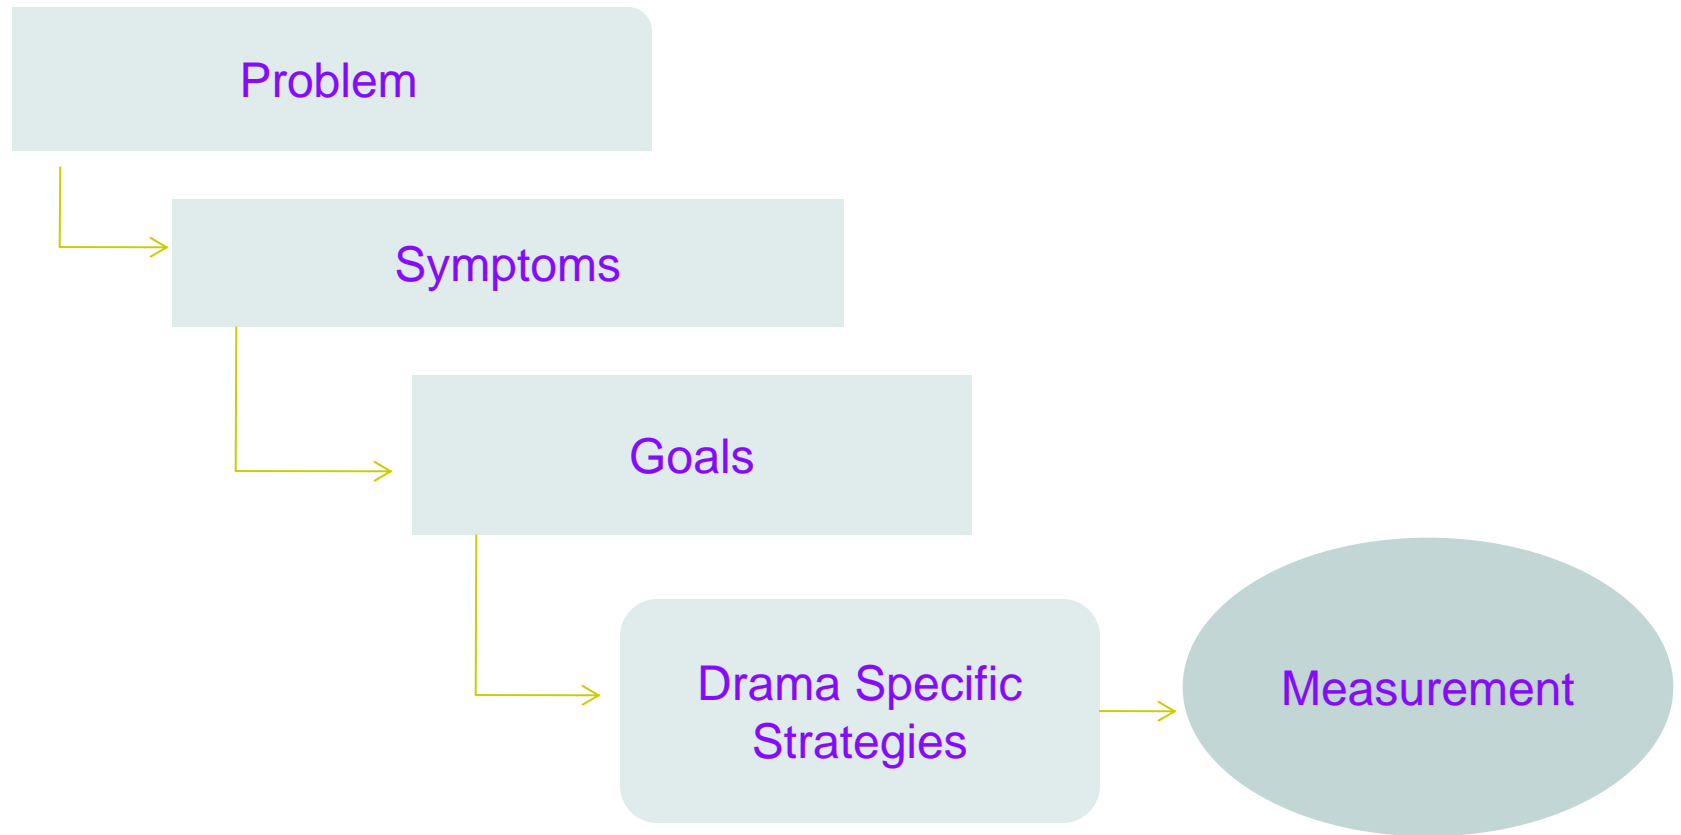 Problem
Symptoms
Goals
Drama Specific
Strategies
Measurement